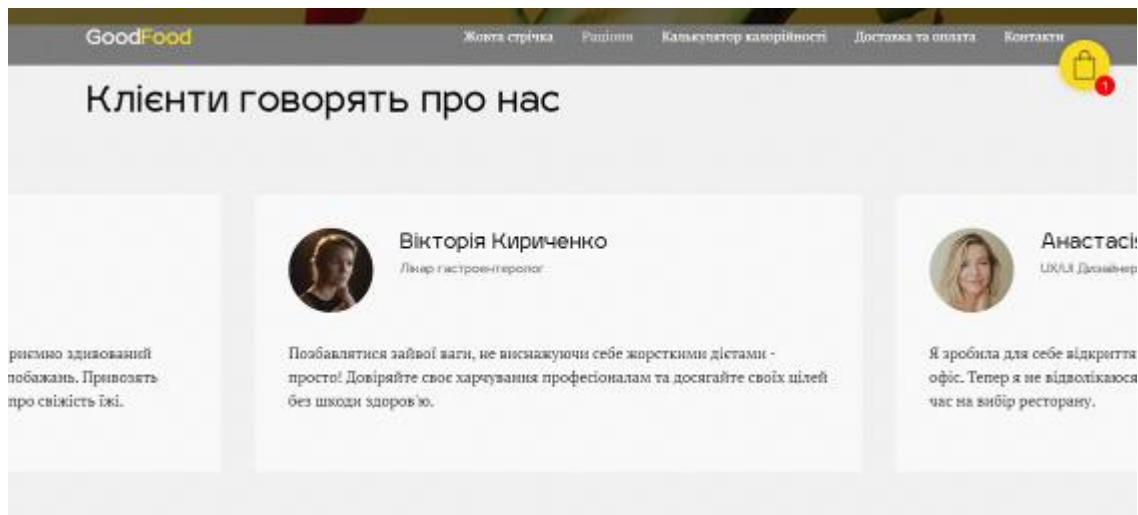 GoodFood
Жовта стрічка Раціони Калькулятор калорійності Доставка та оплата Контакти
1
Клієнти говорять про нас
Вікторія Кириченко
Лікар гастроентеролог
Анастасія
UX/UI Дизайнер
риємно здивований
побажань. Привозять
про свіжість їжі.
Позбавлятися зайвої ваги, не виснажуючи себе жорсткими дієтами -
просто! Довіряйте своє харчування професіоналам та досягайте своїх цілей
без шкоди здоров'ю.
Я зробила для себе відкриття
офіс. Тепер я не відволікаюся
час на вибір ресторану.